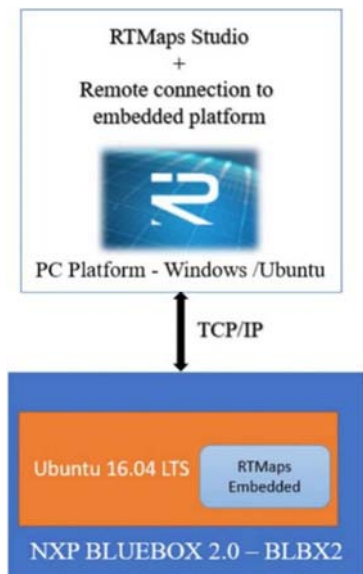 RTMaps Studio
+
Remote connection to
embedded platform
PC Platform - Windows /Ubuntu
TCP/IP
Ubuntu 16.04 LTS
RTMaps
Embedded
NXP BLUEBOX 2.0 – BLBX2